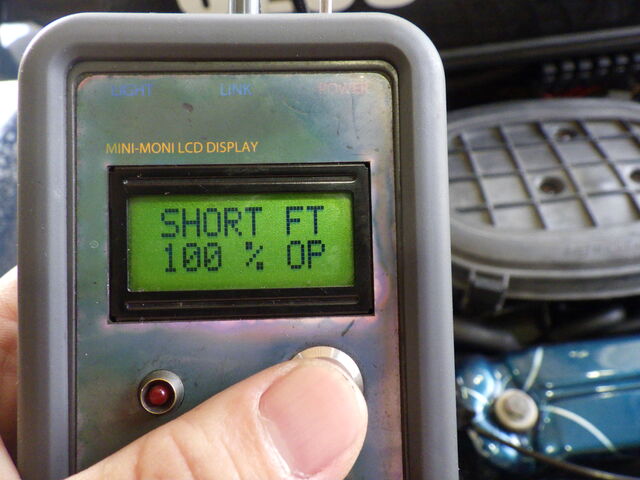 LIGHT LINK POWER
MINI-MONI LCD DISPLAY
SHORT FT
100 % OP